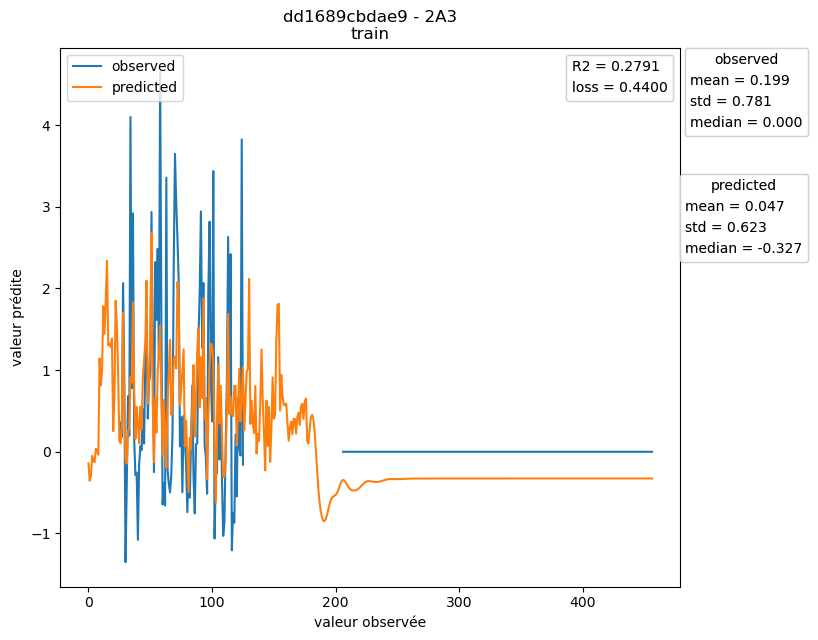 dd1689cbdae9 - 2A3
train
observed
predicted
R2 = 0.2791
loss = 0.4400
observed
mean = 0.199
std = 0.781
median = 0.000
predicted
mean = 0.047
std = 0.623
median = -0.327
valeur prédite
4
3
2
1
0
−1
0
100
200
300
400
valeur observée